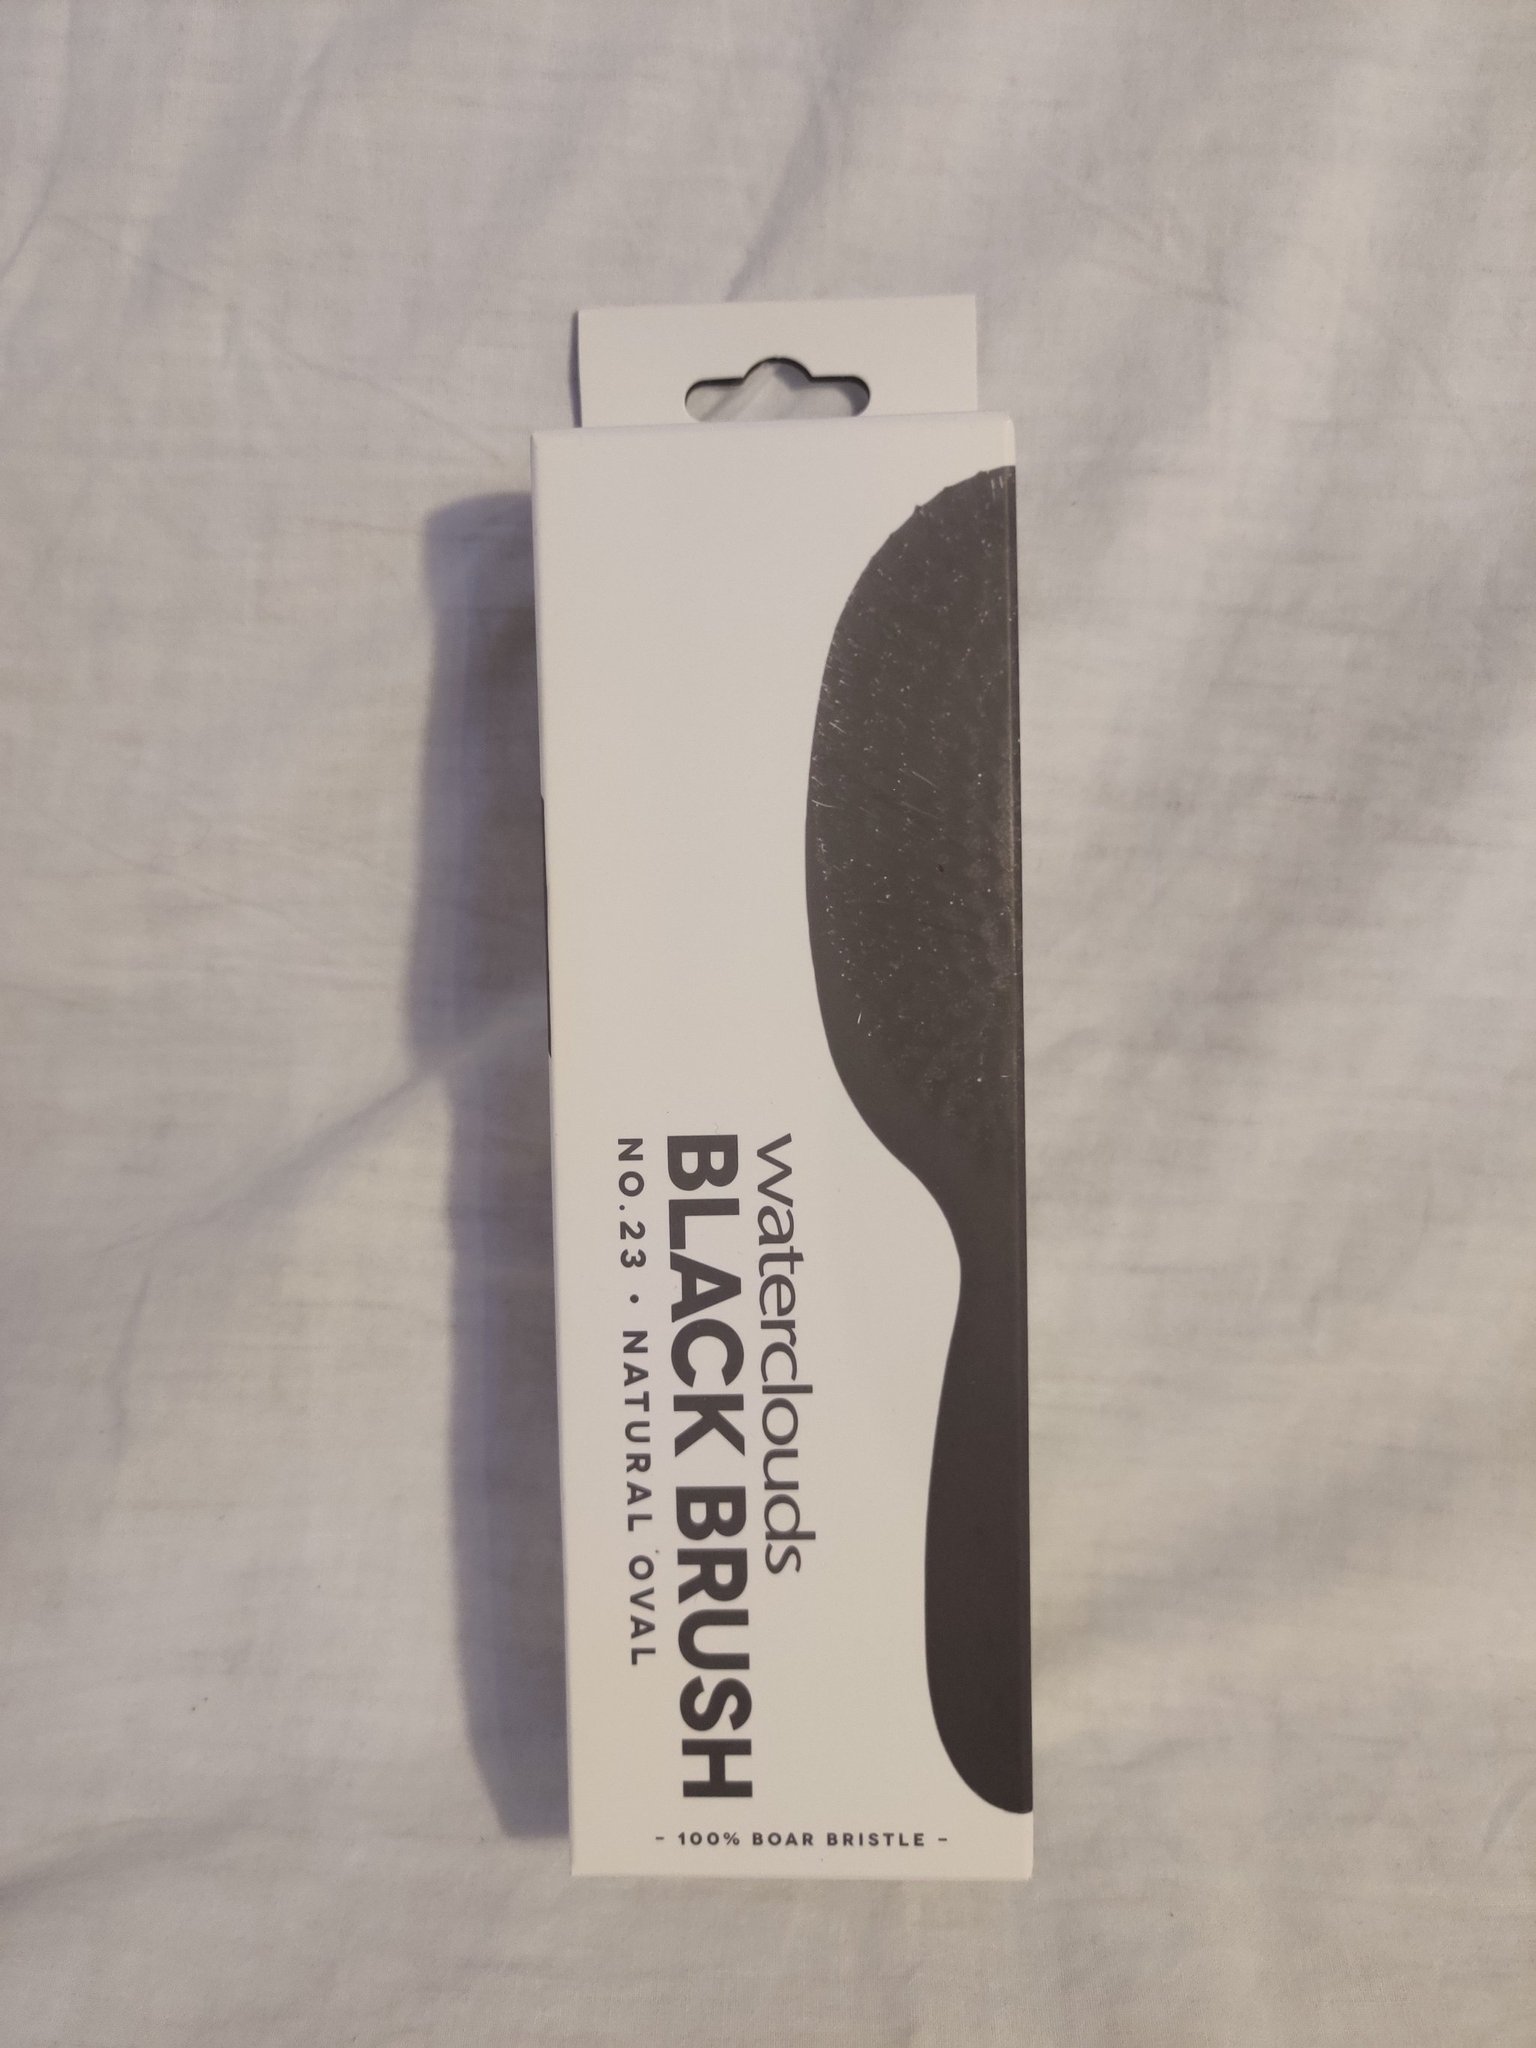 waterclouds
BLACK BRUSH
NO.23 • NATURAL OVAL
- 100% BOAR BRISTLE -